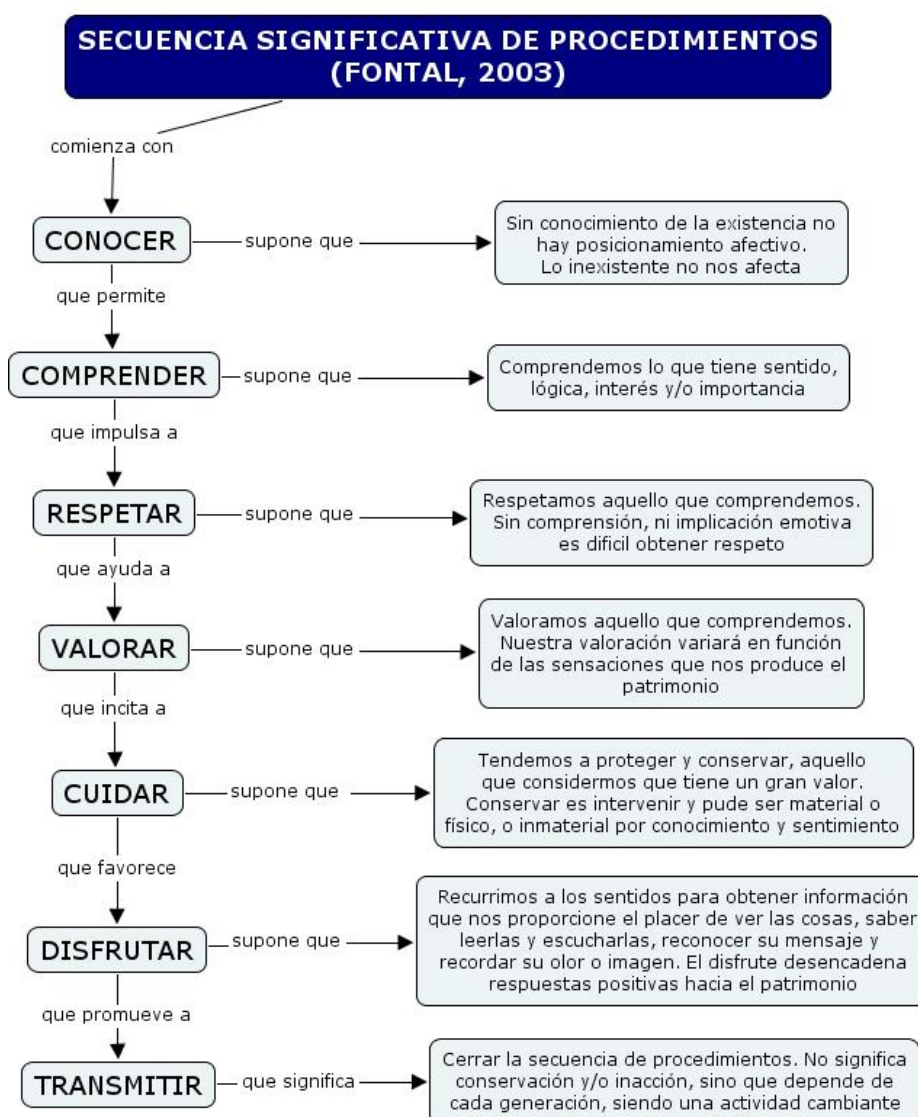 SECUENCIA SIGNIFICATIVA DE PROCEDIMIENTOS
(FONTAL, 2003)
comienza con
CONOCER
supone que
Sin conocimiento de la existencia no
hay posicionamiento afectivo.
Lo inexistente no nos afecta
que permite
COMPRENDER
supone que
Comprendemos lo que tiene sentido,
lógica, interés y/o importancia
que impulsa a
RESPETAR
supone que
Respetamos aquello que comprendemos.
Sin comprensión, ni implicación emotiva
es dificil obtener respeto
que ayuda a
VALORAR
supone que
Valoramos aquello que comprendemos.
Nuestra valoración variará en función
de las sensaciones que nos produce el
patrimonio
que incita a
CUIDAR
supone que
Tendemos a proteger y conservar, aquello
que considermos que tiene un gran valor.
Conservar es intervenir y pude ser material o
físico, o inmaterial por conocimiento y sentimiento
que favorece
DISFRUTAR
supone que
Recurrimos a los sentidos para obtener información
que nos proporcione el placer de ver las cosas, saber
leerlas y escucharlas, reconocer su mensaje y
recordar su olor o imagen. El disfrute desencadena
respuestas positivas hacia el patrimonio
que promueve a
TRANSMITIR
que significa
Cerrar la secuencia de procedimientos. No significa
conservación y/o inacción, sino que depende de
cada generación, siendo una actividad cambiante